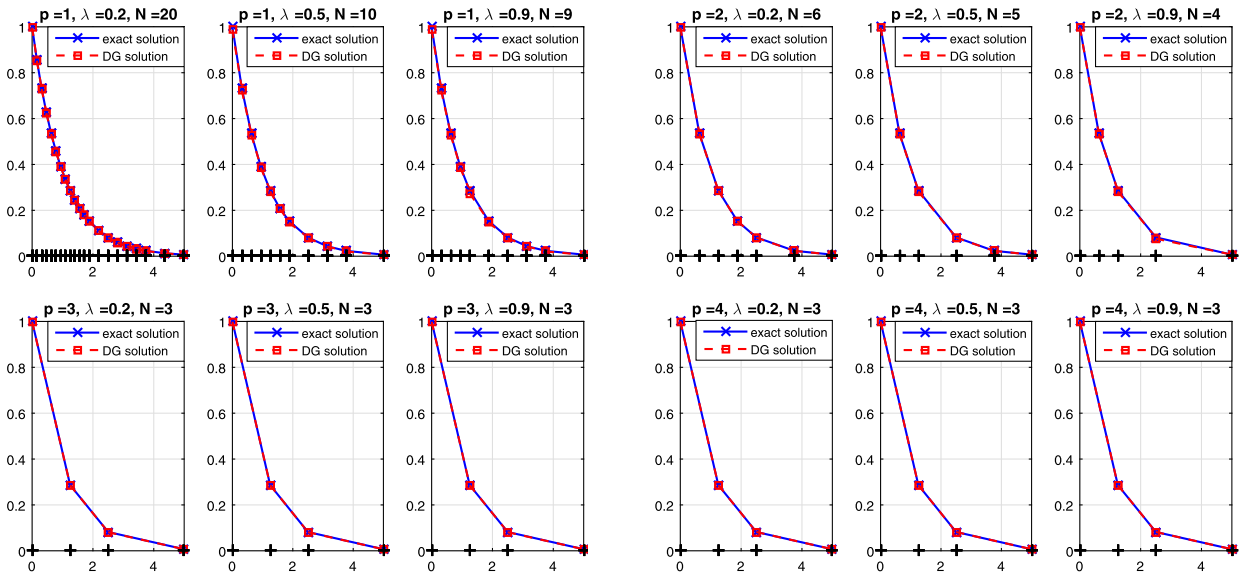 p =1, λ =0.2, N =20
exact solution
DG solution
1
0.8
0.6
0.4
0.2
0
0 2 4
p =1, λ =0.5, N =10
exact solution
DG solution
1
0.8
0.6
0.4
0.2
0
0 2 4
p =1, λ =0.9, N =9
exact solution
DG solution
1
0.8
0.6
0.4
0.2
0
0 2 4
p =2, λ =0.2, N =6
exact solution
DG solution
1
0.8
0.6
0.4
0.2
0
0 2 4
p =2, λ =0.5, N =5
exact solution
DG solution
1
0.8
0.6
0.4
0.2
0
0 2 4
p =2, λ =0.9, N =4
exact solution
DG solution
1
0.8
0.6
0.4
0.2
0
0 2 4
p =3, λ =0.2, N =3
exact solution
DG solution
1
0.8
0.6
0.4
0.2
0
0 2 4
p =3, λ =0.5, N =3
exact solution
DG solution
1
0.8
0.6
0.4
0.2
0
0 2 4
p =3, λ =0.9, N =3
exact solution
DG solution
1
0.8
0.6
0.4
0.2
0
0 2 4
p =4, λ =0.2, N =3
exact solution
DG solution
1
0.8
0.6
0.4
0.2
0
0 2 4
p =4, λ =0.5, N =3
exact solution
DG solution
1
0.8
0.6
0.4
0.2
0
0 2 4
p =4, λ =0.9, N =3
exact solution
DG solution
1
0.8
0.6
0.4
0.2
0
0 2 4